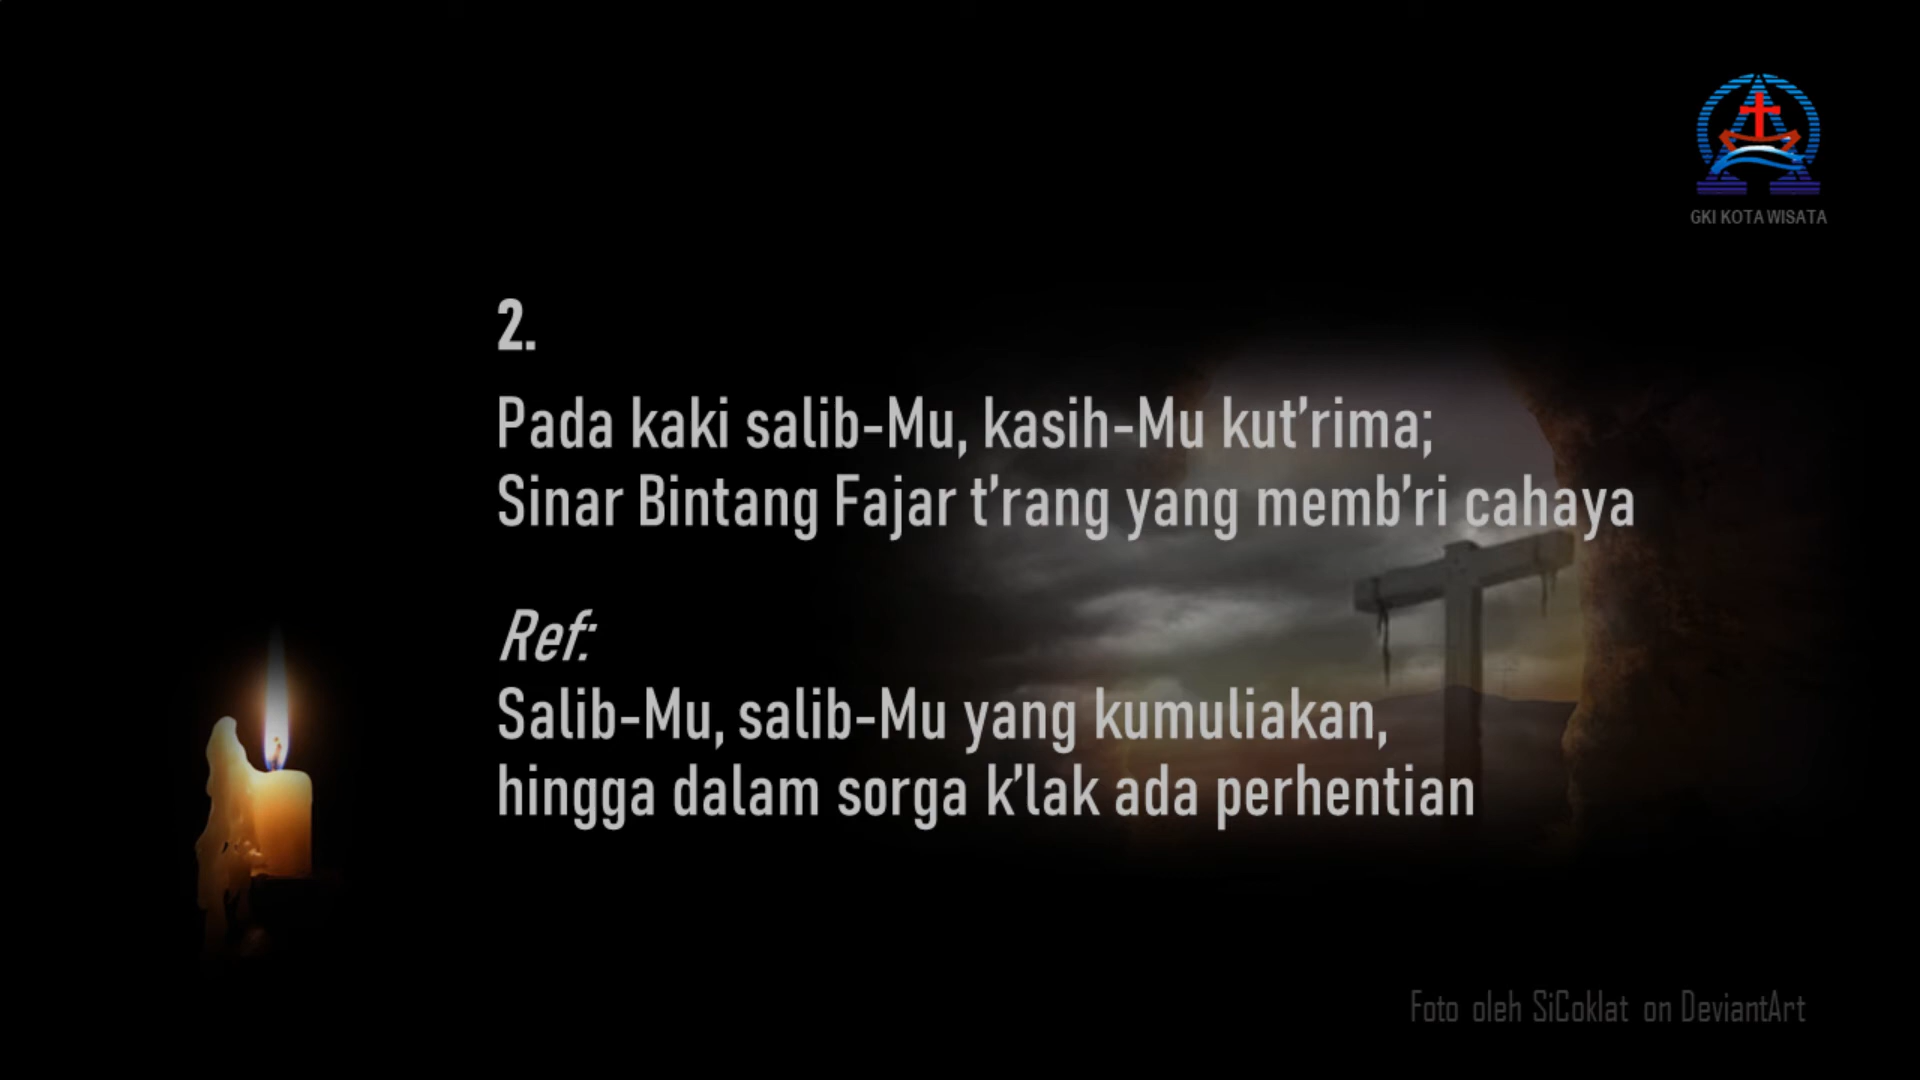 GKI KOTA WISATA
2.
Pada kaki salib-Mu, kasih-Mu kut’rima;
Sinar Bintang Fajar t’rang yang memb’ri cahaya
Ref:
Salib-Mu, salib-Mu yang kumuliakan,
hingga dalam sorga k’lak ada perhentian
Foto oleh SiCoklat on DeviantArt